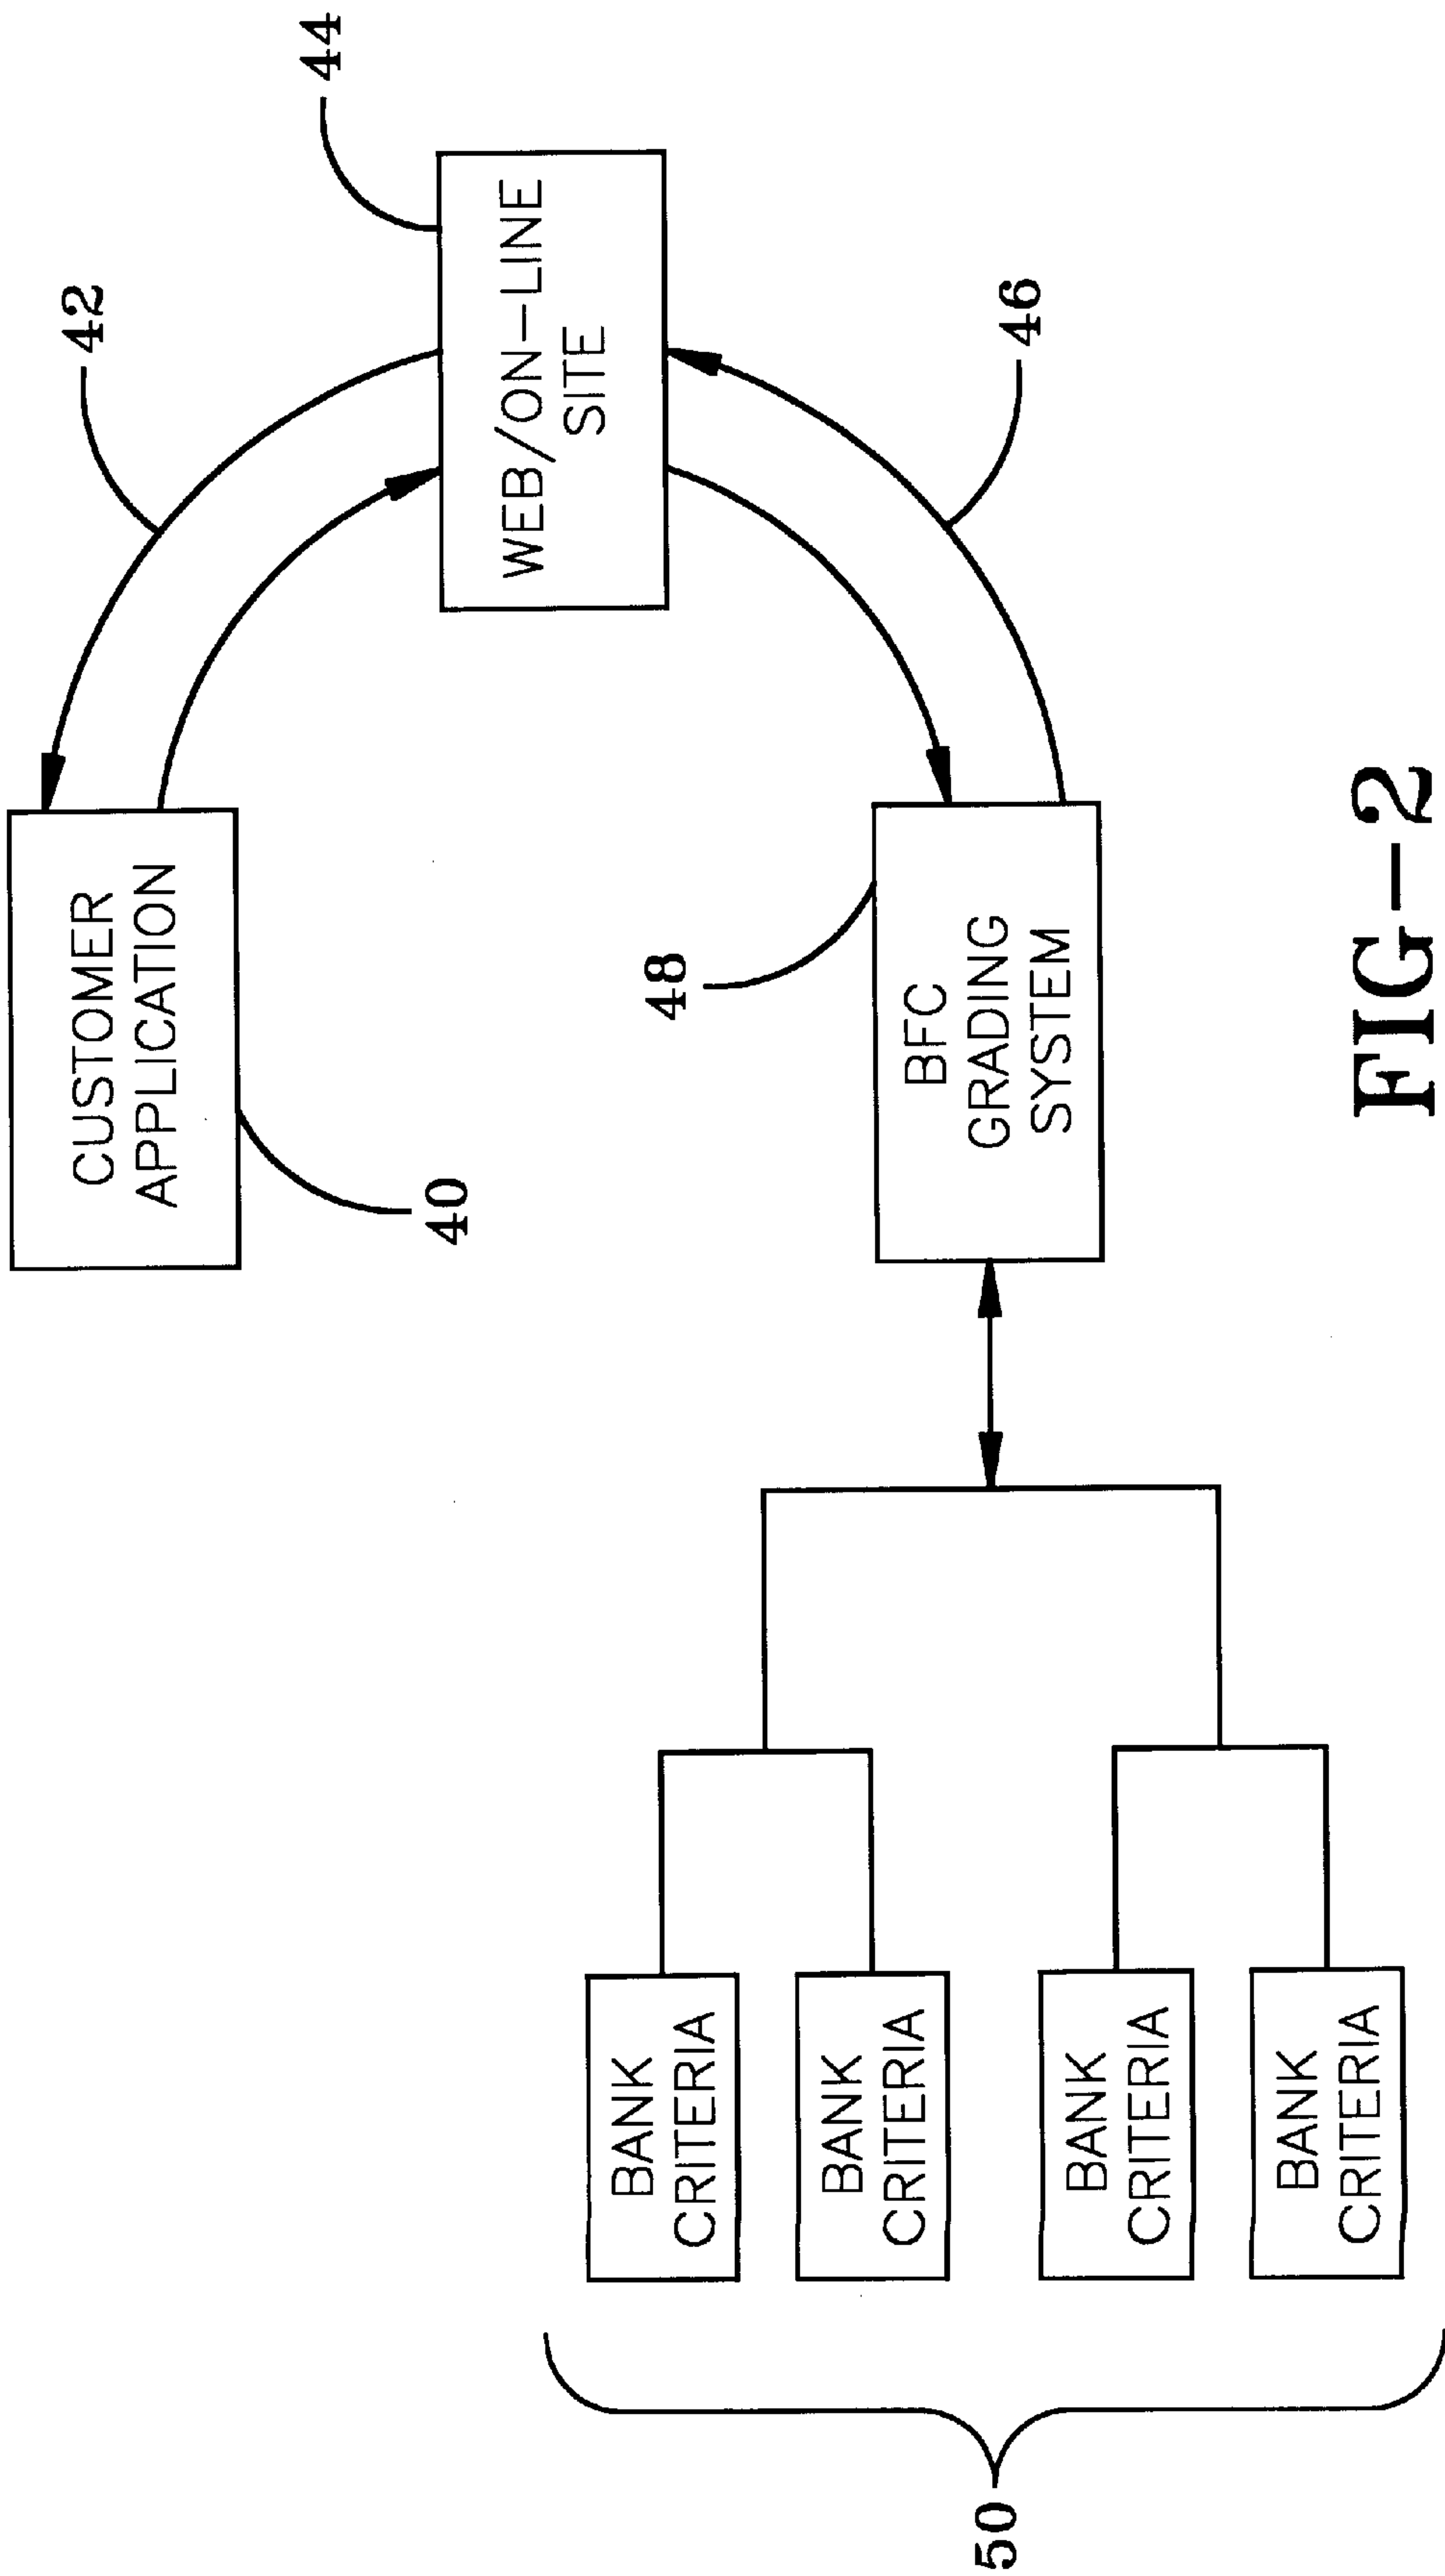 44
42
WEB/ON-LINE
SITE
46
CUSTOMER
APPLICATION
40
48
BFC
GRADING
SYSTEM
BANK
CRITERIA
BANK
CRITERIA
BANK
CRITERIA
BANK
CRITERIA
50
FIG-2